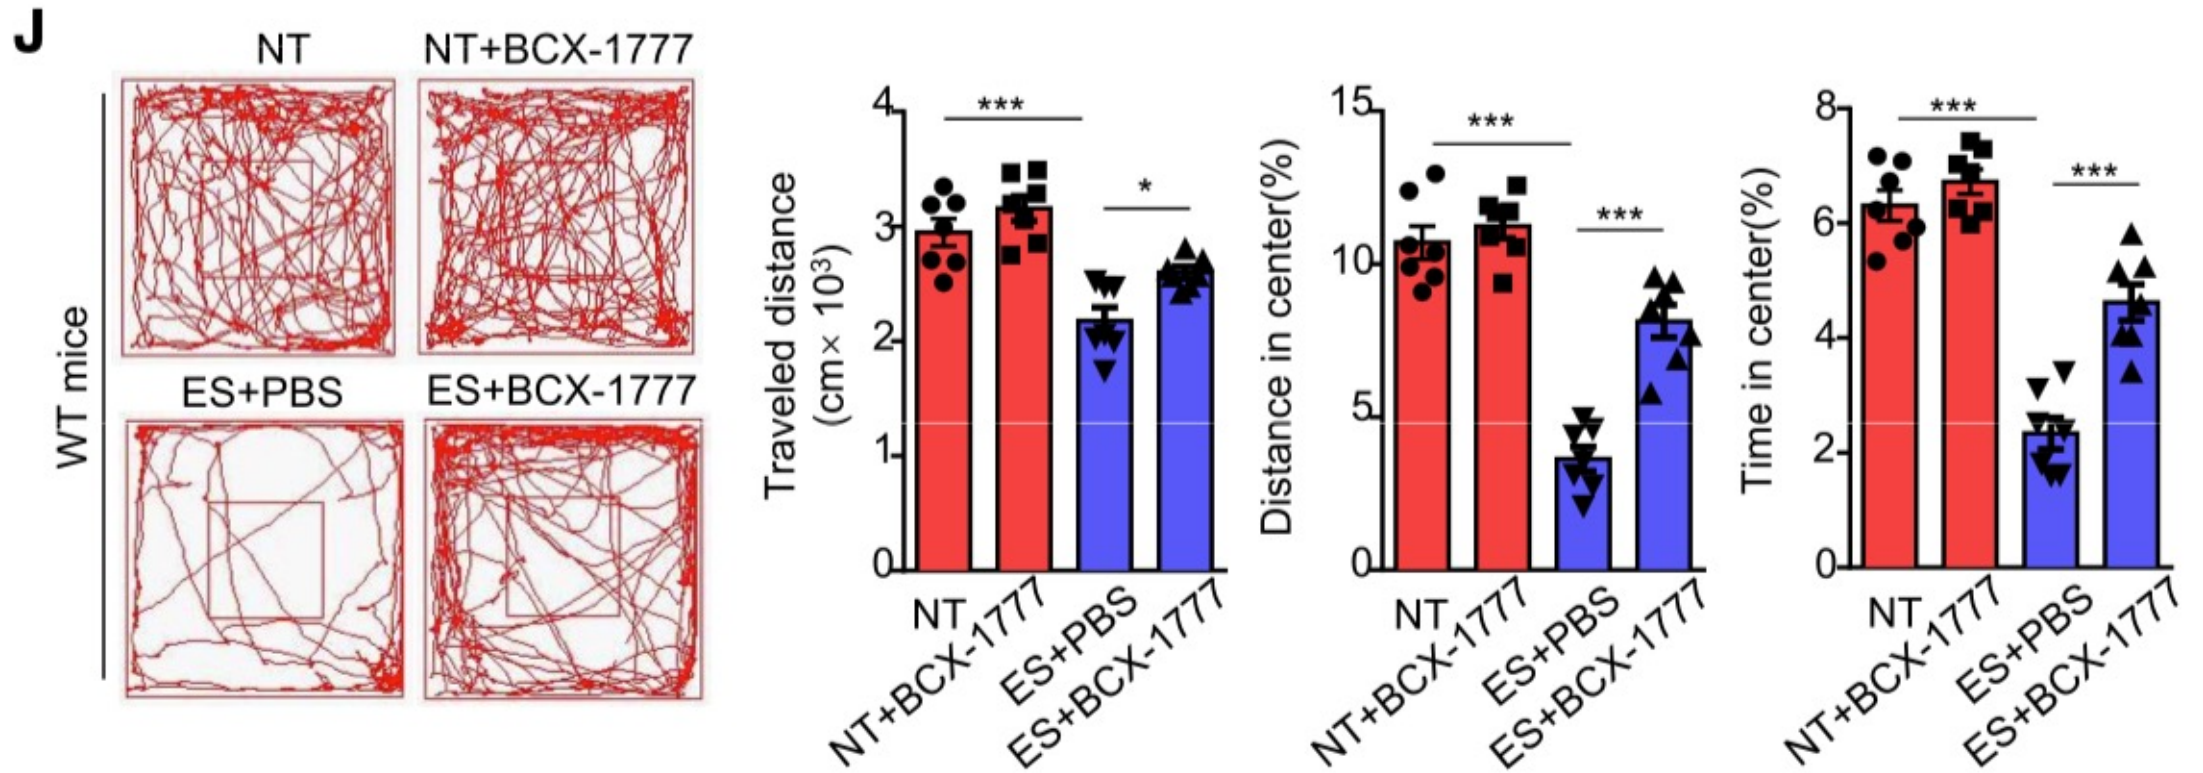 J
NT
NT+BCX-1777
ES+PBS
ES+BCX-1777
WT mice
Traveled distance
(cm× 10³)
4
3
2
1
0
***
*
NT
NT+BCX-1777
ES+PBS
ES+BCX-1777
Distance in center(%)
15
10
5
0
***
***
NT
NT+BCX-1777
ES+PBS
ES+BCX-1777
Time in center(%)
8
6
4
2
0
***
***
NT
NT+BCX-1777
ES+PBS
ES+BCX-1777